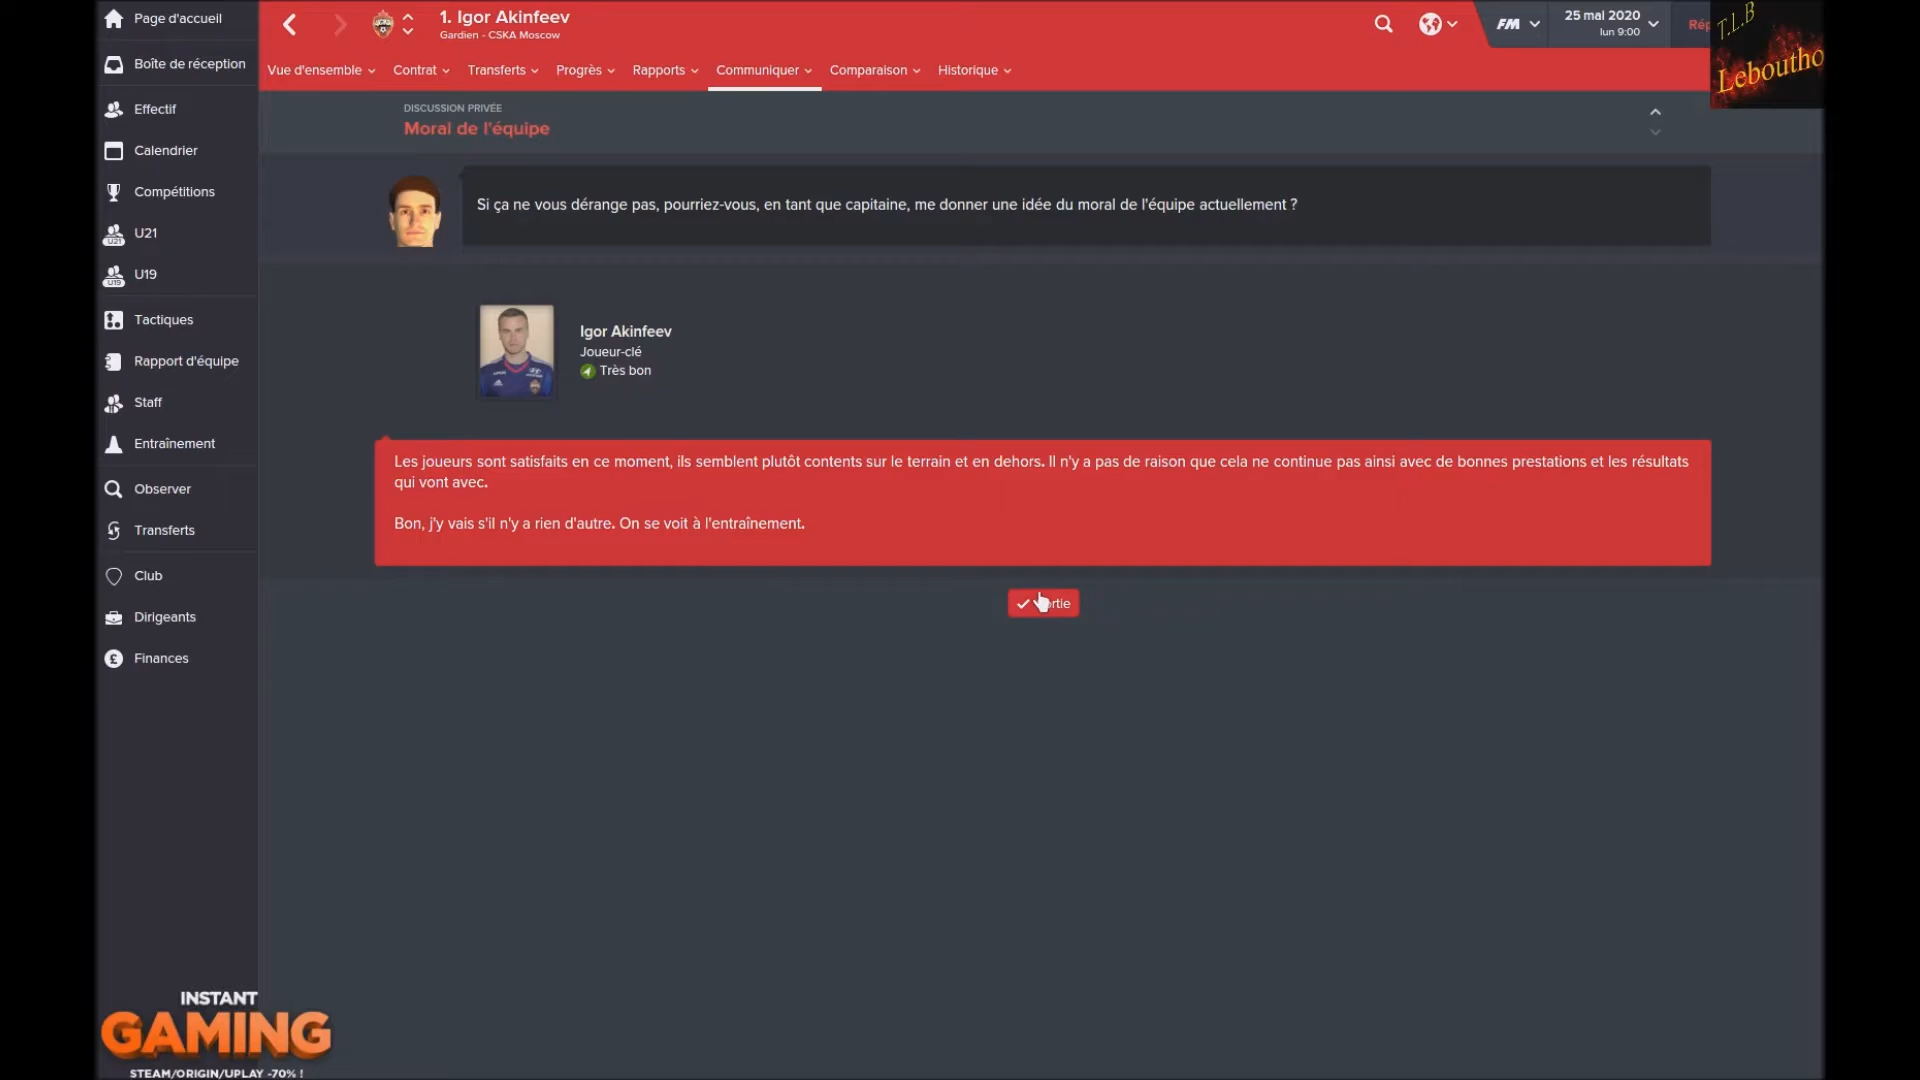 Page d'accueil
1. Igor Akinfeev
Gardien - CSKA Moscow
FM
25 mai 2020
lun 9:00
Rép
T.L.B
Leboutho
Boîte de réception
Vue d'ensemble
Contrat
Transferts
Progrès
Rapports
Communiquer
Comparaison
Historique
Effectif
Calendrier
Compétitions
U21
U21
U19
U19
Tactiques
Rapport d'équipe
Staff
Entraînement
Observer
Transferts
Club
Dirigeants
Finances
DISCUSSION PRIVÉE
Moral de l'équipe
Si ça ne vous dérange pas, pourriez-vous, en tant que capitaine, me donner une idée du moral de l'équipe actuellement ?
Igor Akinfeev
Joueur-clé
Très bon
Les joueurs sont satisfaits en ce moment, ils semblent plutôt contents sur le terrain et en dehors. Il n'y a pas de raison que cela ne continue pas ainsi avec de bonnes prestations et les résultats
qui vont avec.
Bon, j'y vais s'il n'y a rien d'autre. On se voit à l'entraînement.
INSTANT
GAMING
STEAM/ORIGIN/UPLAY -70% !